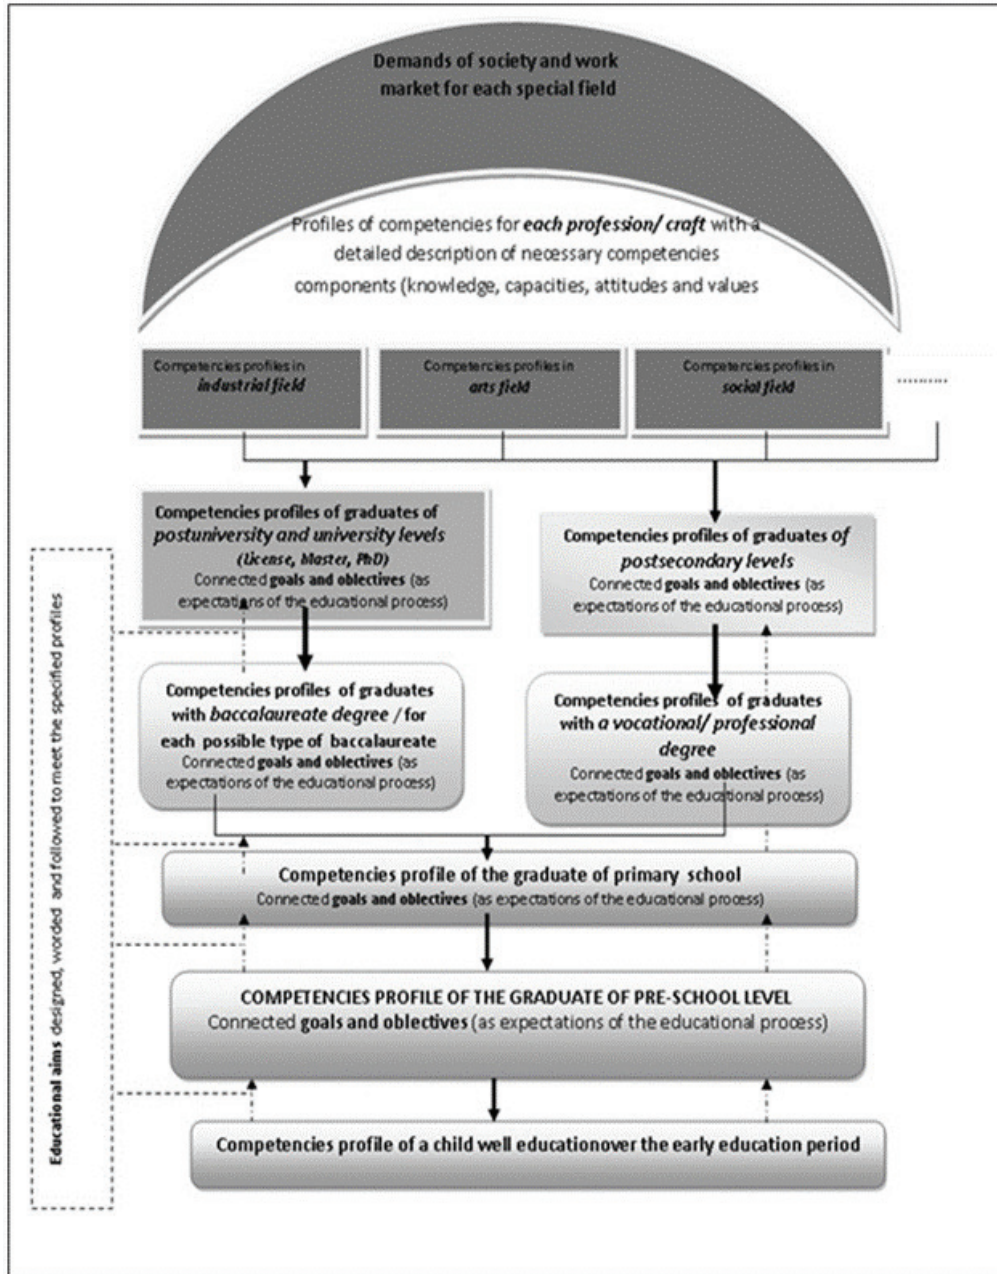 Demands of society and work
market for each special field
Profiles of competencies for each profession/ craft with a
detailed description of necessary competencies
components (knowledge, capacities, attitudes and values
Competencies profiles in
industrial field
Competencies profiles in
arts field
Competencies profiles in
social field
..........
Competencies profiles of graduates of
postuniversity and university levels
(License, Master, PhD)
Connected goals and oblectives (as
expectations of the educational process)
Competencies profiles of graduates of
postsecondary levels
Connected goals and oblectives (as
expectations of the educational process)
Competencies profiles of graduates
with baccalaureate degree / for
each possible type of baccalaureate
Connected goals and oblectives (as
expectations of the educational process)
Competencies profiles of graduates
with a vocational/ professional
degree
Connected goals and oblectives (as
expectations of the educational process)
Competencies profile of the graduate of primary school
Connected goals and oblectives (as expectations of the educational process)
COMPETENCIES PROFILE OF THE GRADUATE OF PRE-SCHOOL LEVEL
Connected goals and oblectives (as expectations of the educational process)
Competencies profile of a child well educationover the early education period
Educational aims designed, worded and followed to meet the specified profiles